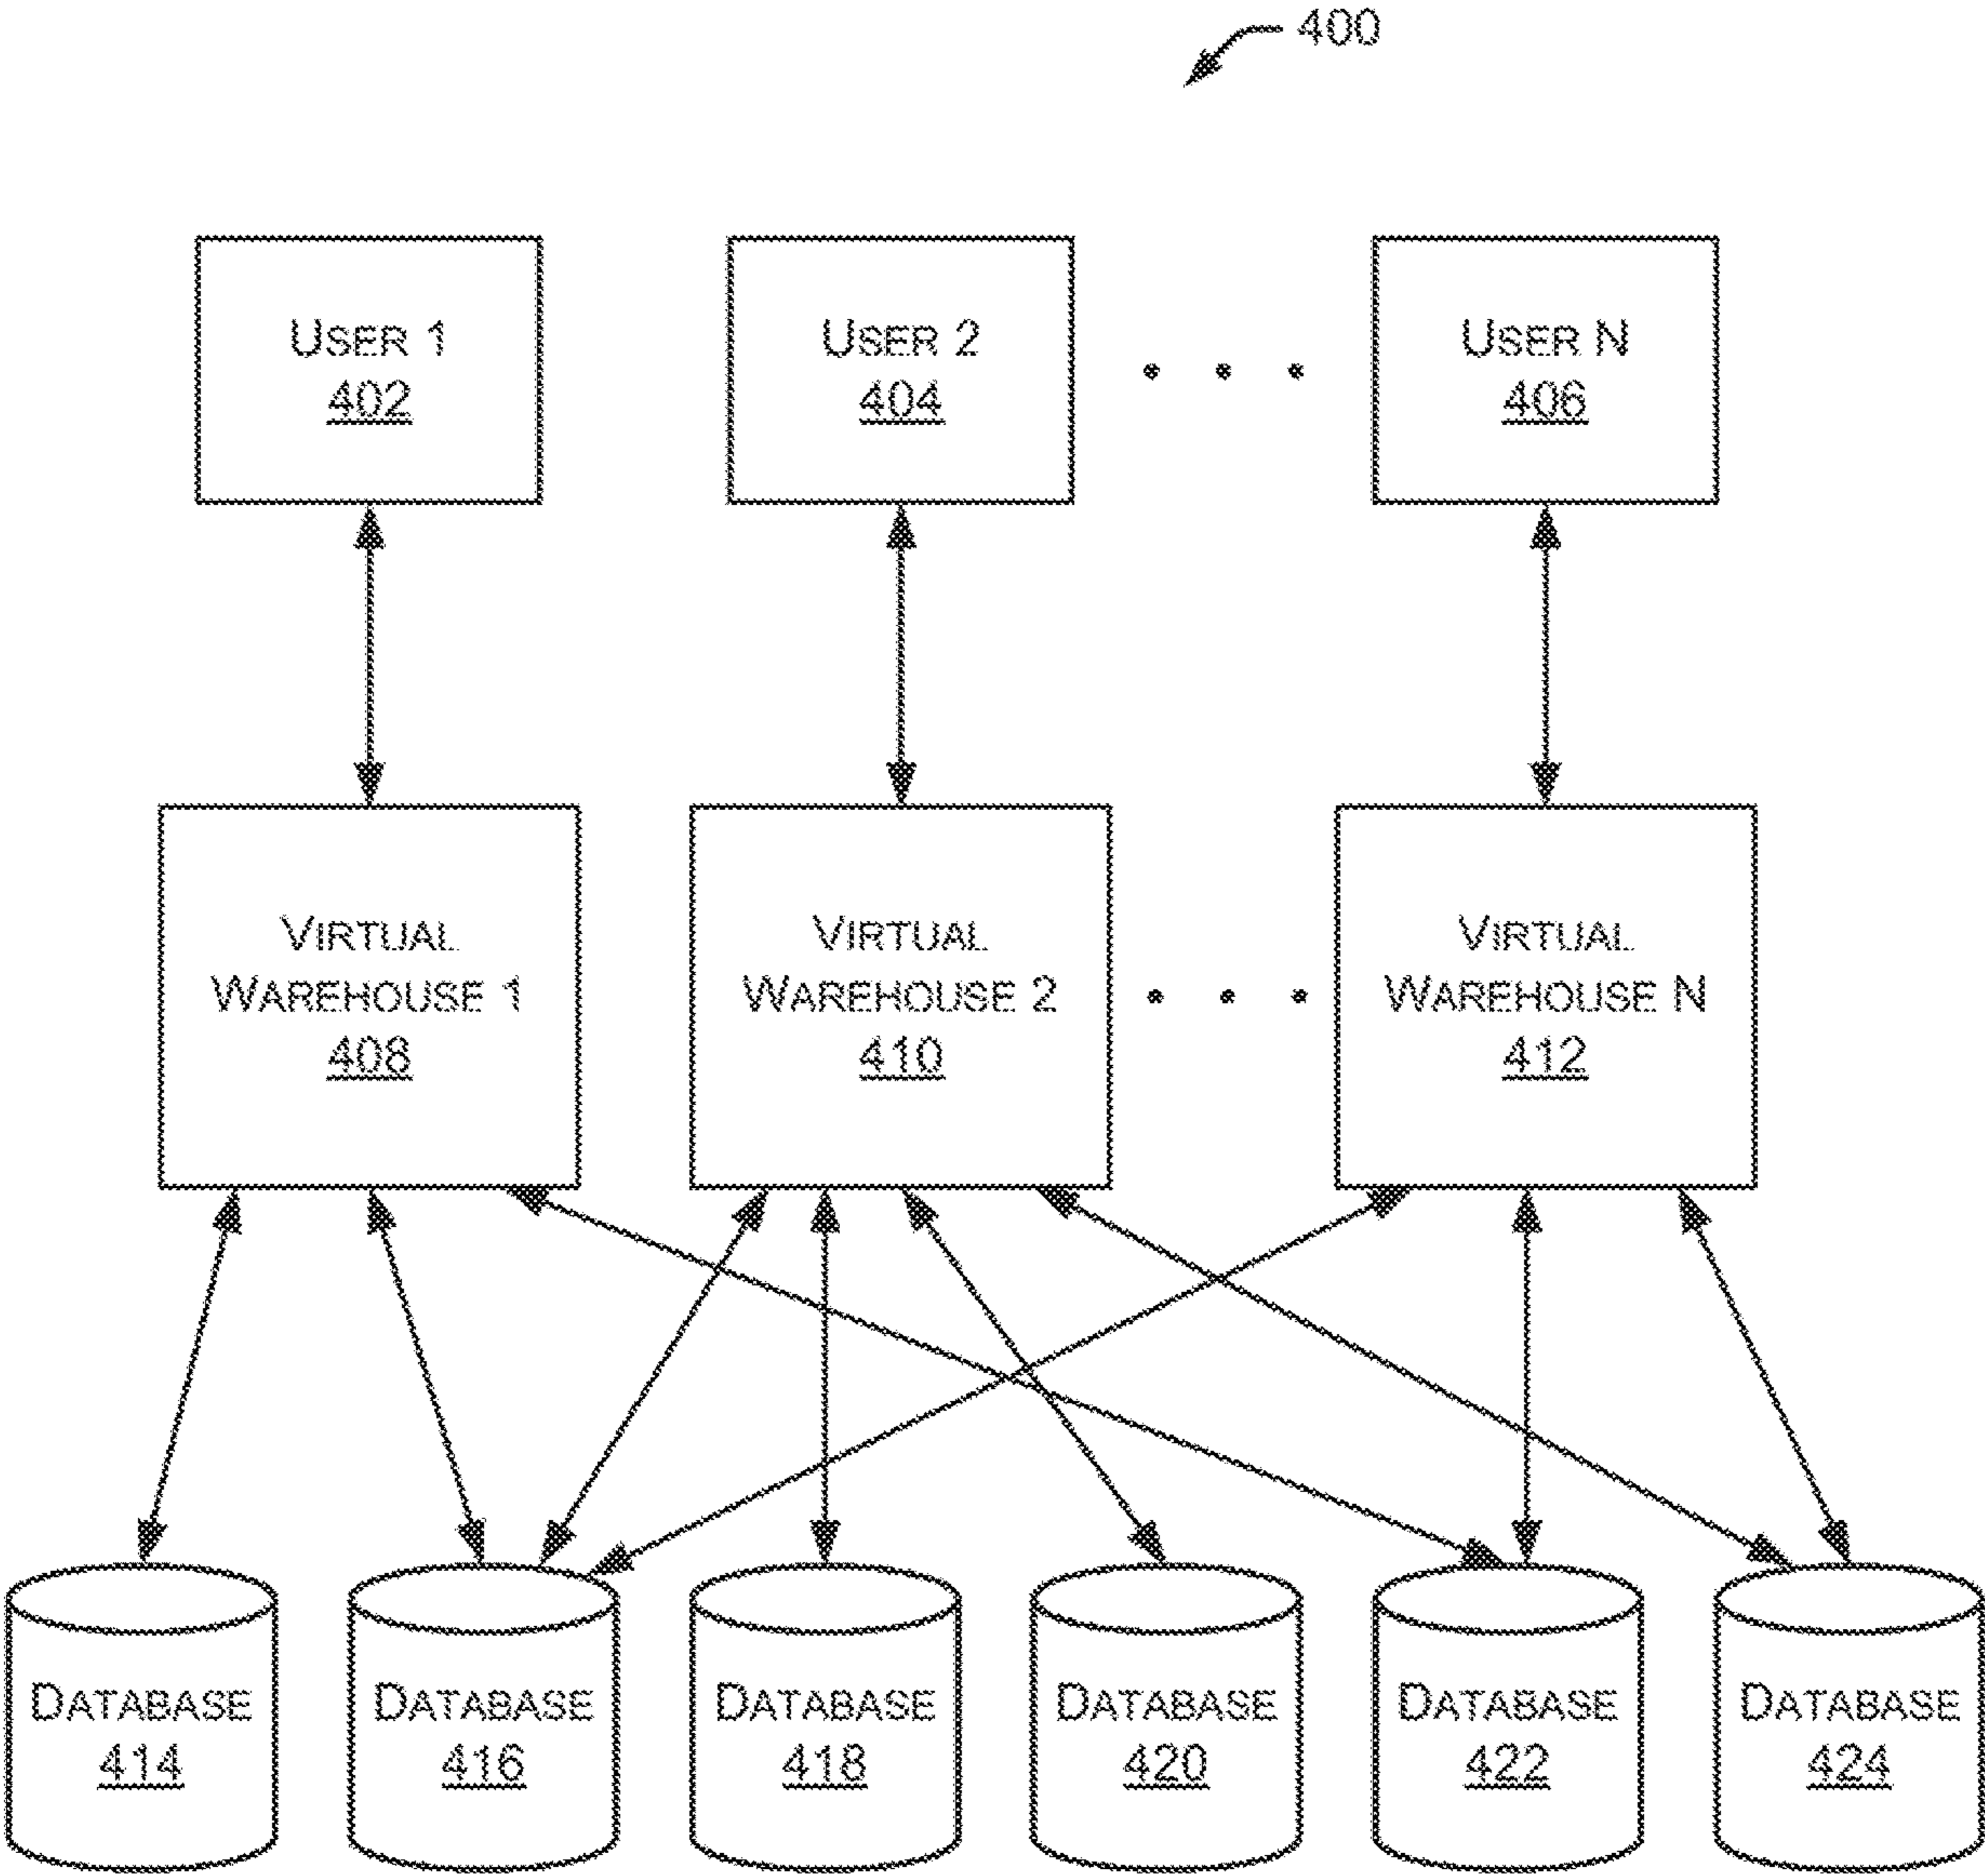 400
USER 1
402
USER 2
404
USER N
406
VIRTUAL
WAREHOUSE 1
408
VIRTUAL
WAREHOUSE 2
410
VIRTUAL
WAREHOUSE N
412
DATABASE
414
DATABASE
416
DATABASE
418
DATABASE
420
DATABASE
422
DATABASE
424